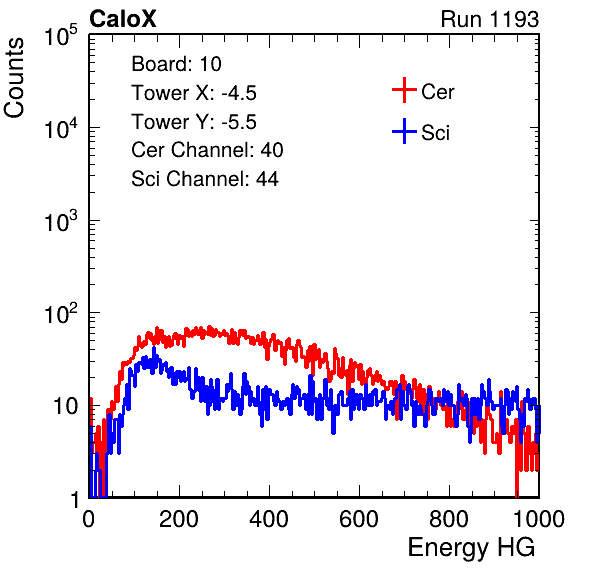 CaloX Run 1193
Counts
10^5
10^4
10^3
10^2
10
1
Board: 10
Tower X: -4.5
Tower Y: -5.5
Cer Channel: 40
Sci Channel: 44
Cer
Sci
0 200 400 600 800 1000
Energy HG